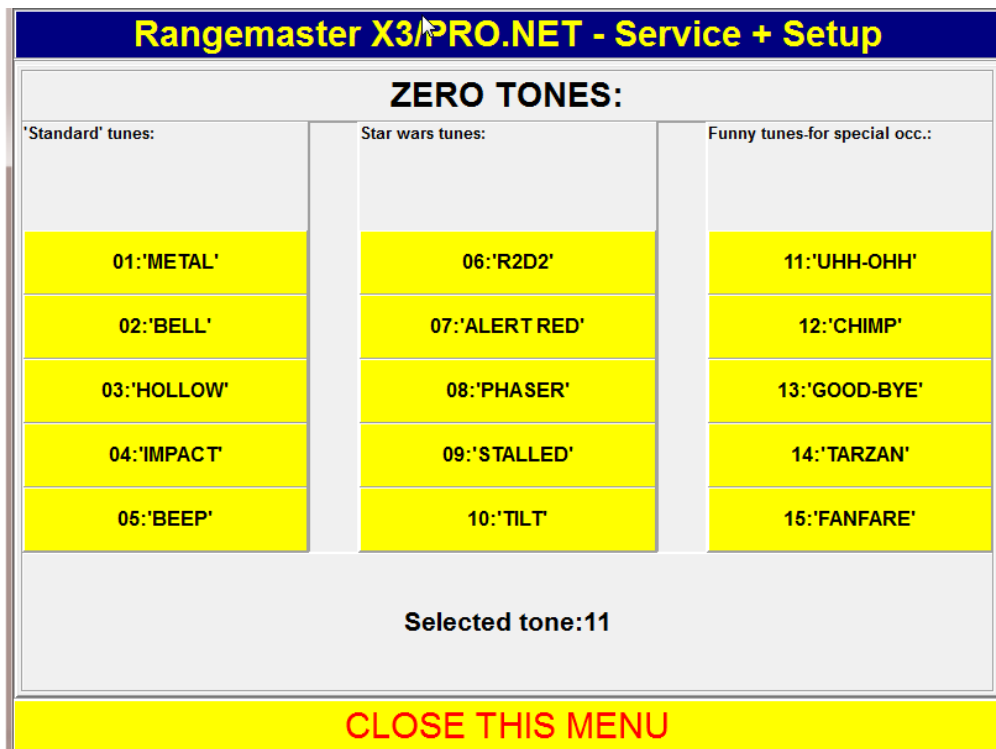 Rangemaster X3/PRO.NET - Service + Setup
ZERO TONES:
'Standard' tunes:
Star wars tunes:
Funny tunes-for special occ.:
01:'METAL'
06:'R2D2'
11:'UHH-OHH'
02:'BELL'
07:'ALERT RED'
12:'CHIMP'
03:'HOLLOW'
08:'PHASER'
13:'GOOD-BYE'
04:'IMPACT'
09:'STALLED'
14:'TARZAN'
05:'BEEP'
10:'TILT'
15:'FANFARE'
Selected tone:11
CLOSE THIS MENU